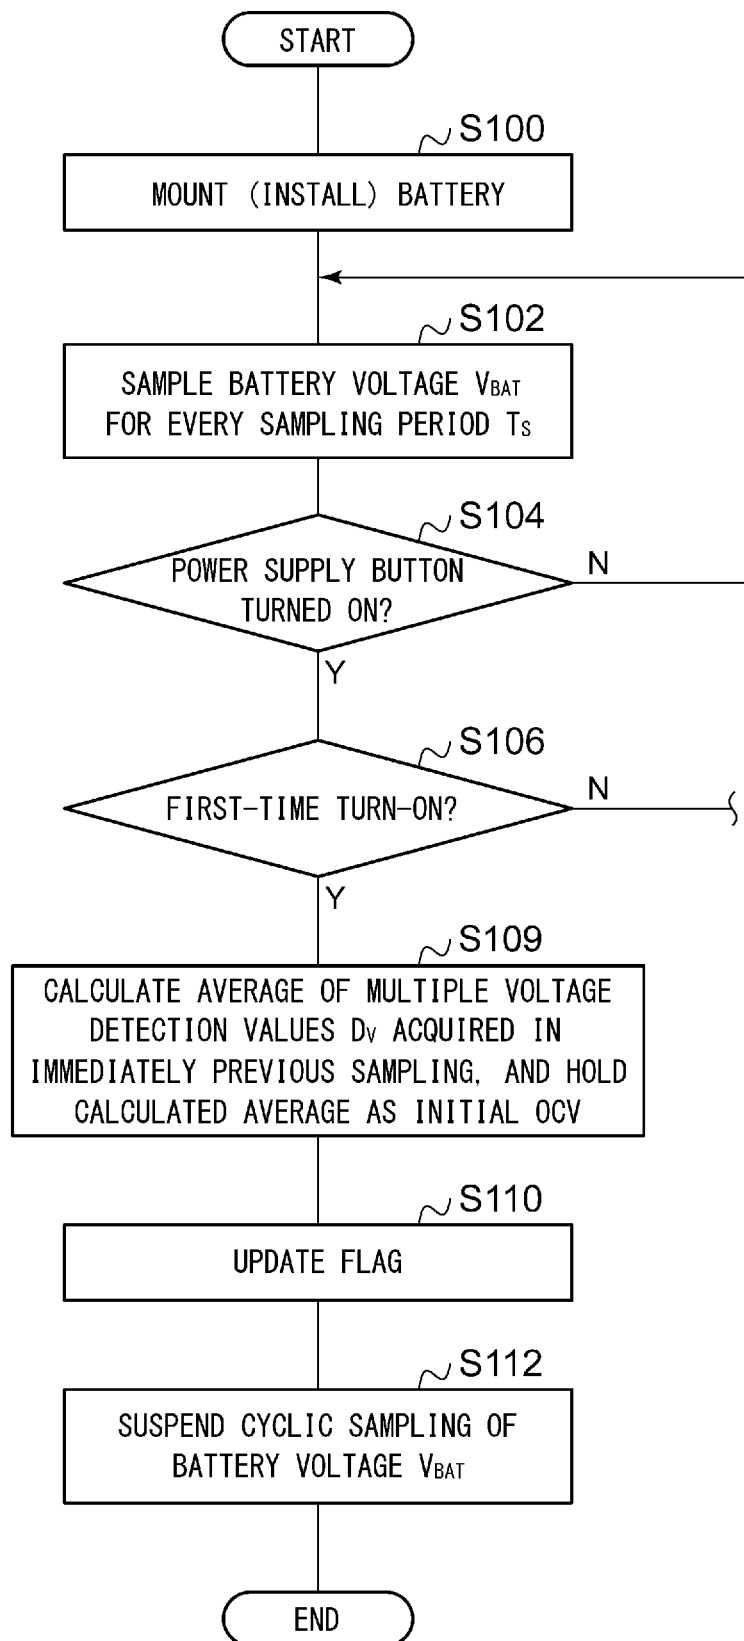 START
S100
MOUNT (INSTALL) BATTERY
S102
SAMPLE BATTERY VOLTAGE VBAT
FOR EVERY SAMPLING PERIOD TS
S104
POWER SUPPLY BUTTON
TURNED ON?
N
Y
S106
FIRST-TIME TURN-ON?
N
Y
S109
CALCULATE AVERAGE OF MULTIPLE VOLTAGE
DETECTION VALUES DV ACQUIRED IN
IMMEDIATELY PREVIOUS SAMPLING, AND HOLD
CALCULATED AVERAGE AS INITIAL OCV
S110
UPDATE FLAG
S112
SUSPEND CYCLIC SAMPLING OF
BATTERY VOLTAGE VBAT
END